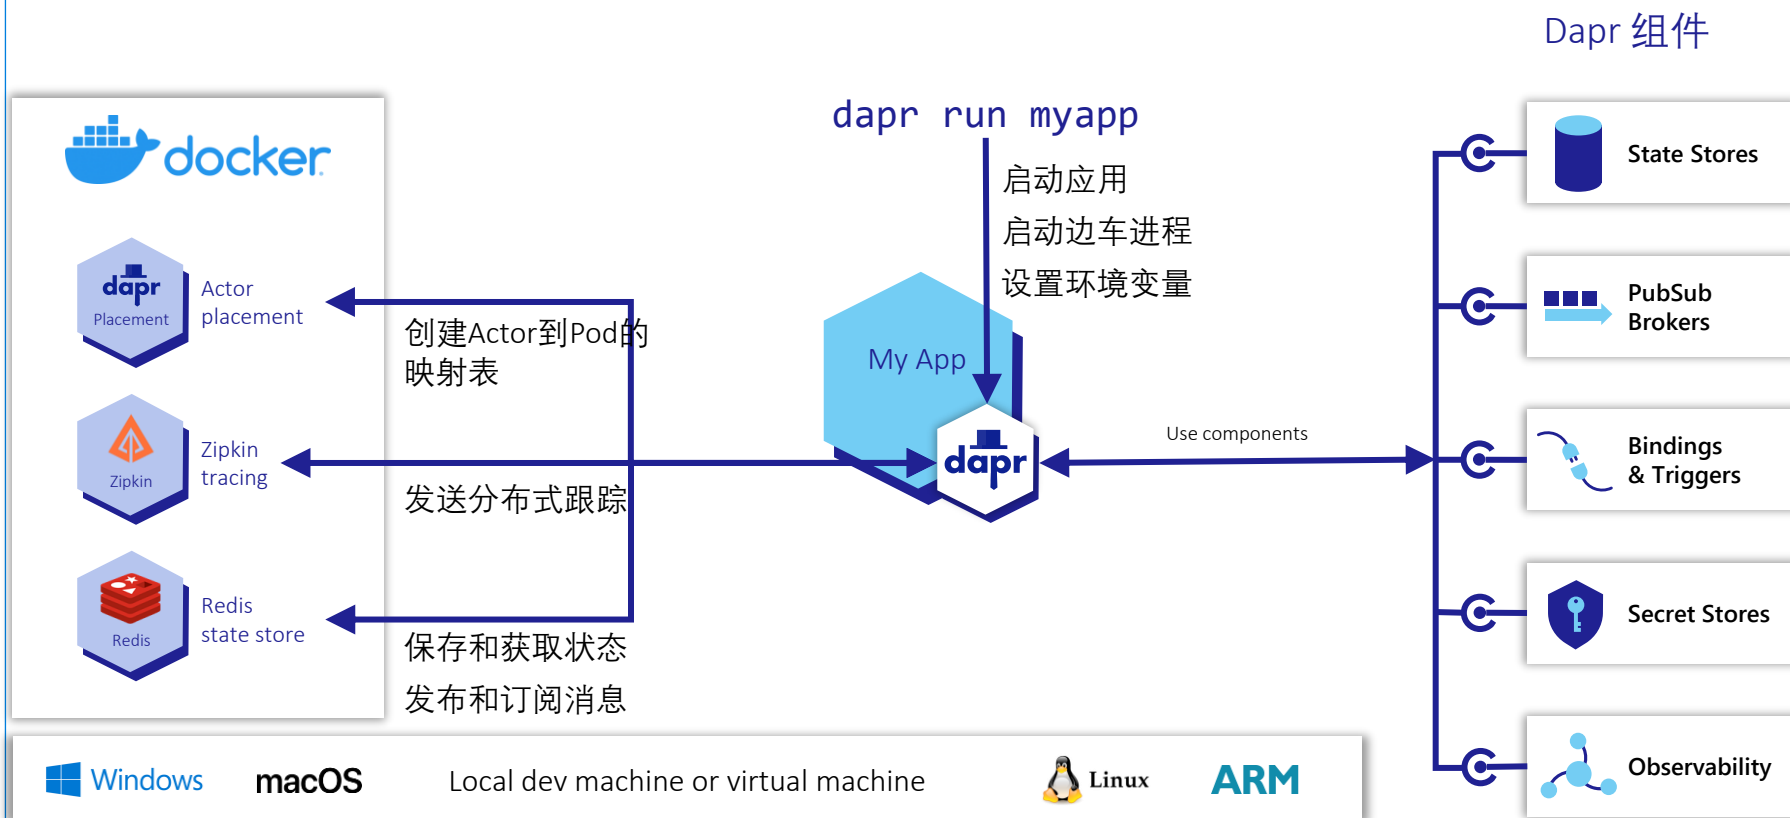 Dapr 组件
docker
dapr
Placement
Actor
placement
Zipkin
Zipkin
tracing
Redis
Redis
state store
创建Actor到Pod的
映射表
发送分布式跟踪
保存和获取状态
发布和订阅消息
dapr run myapp
启动应用
启动边车进程
设置环境变量
My App
dapr
Use components
State Stores
PubSub
Brokers
Bindings
& Triggers
Secret Stores
Observability
Windows
macOS
Local dev machine or virtual machine
Linux
ARM